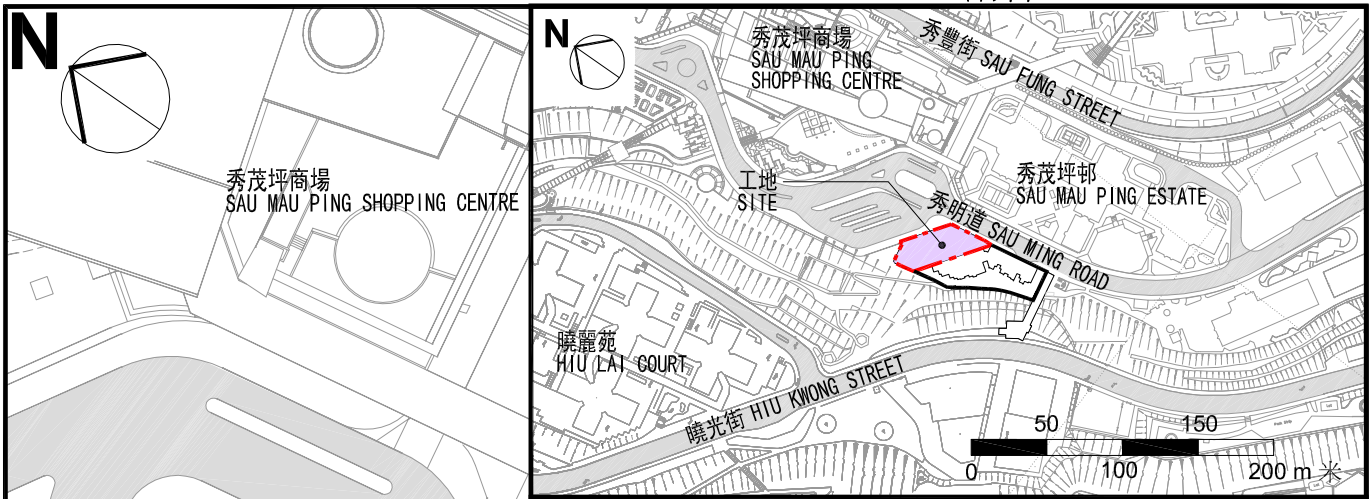 N
秀茂坪商場
SAU MAU PING SHOPPING CENTRE
N
秀茂坪商場
SAU MAU PING
SHOPPING CENTRE
秀豐街 SAU FUNG STREET
工地
SITE
秀茂坪邨
SAU MAU PING ESTATE
秀明道 SAU MING ROAD
曉麗苑
HIU LAI COURT
曉光街 HIU KWONG STREET
50 150
0 100 200 m 米